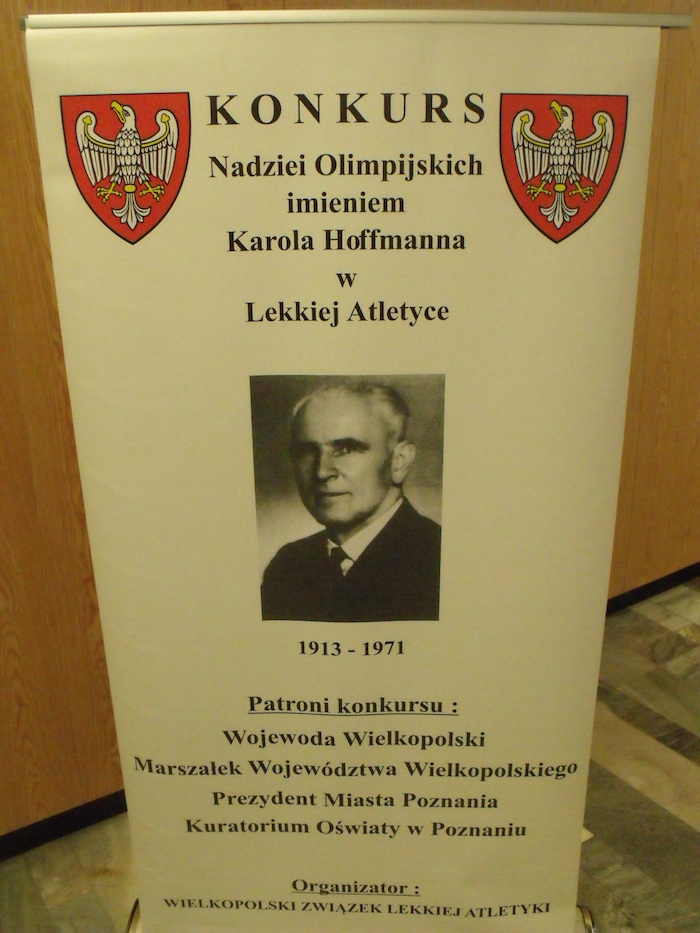 KONKURS
Nadziei Olimpijskich
imieniem
Karola Hoffmanna
w
Lekkiej Atletyce
1913 - 1971
Patroni konkursu :
Wojewoda Wielkopolski
Marszałek Województwa Wielkopolskiego
Prezydent Miasta Poznania
Kuratorium Oświaty w Poznaniu
Organizator :
WIELKOPOLSKI ZWIĄZEK LEKKIEJ ATLETYKI